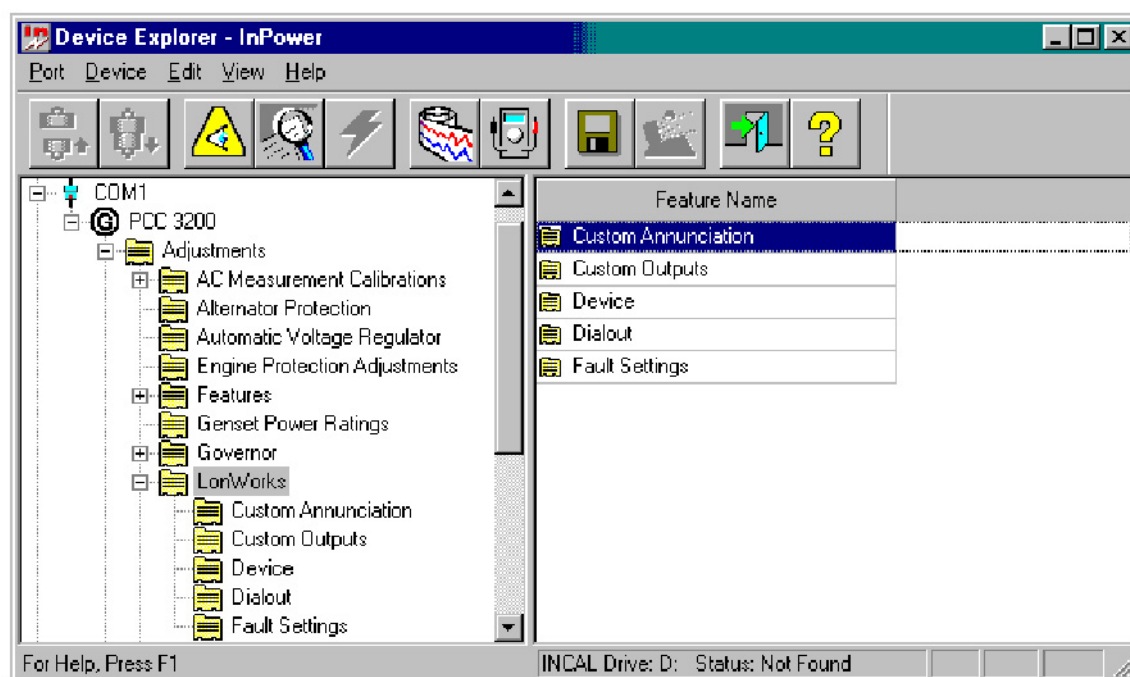 Device Explorer - InPower
Port Device Edit View Help
COM1
PCC 3200
Adjustments
AC Measurement Calibrations
Alternator Protection
Automatic Voltage Regulator
Engine Protection Adjustments
Features
Genset Power Ratings
Governor
LonWorks
Custom Annunciation
Custom Outputs
Device
Dialout
Fault Settings
Feature Name
Custom Annunciation
Custom Outputs
Device
Dialout
Fault Settings
For Help, Press F1
INCAL Drive: D: Status: Not Found